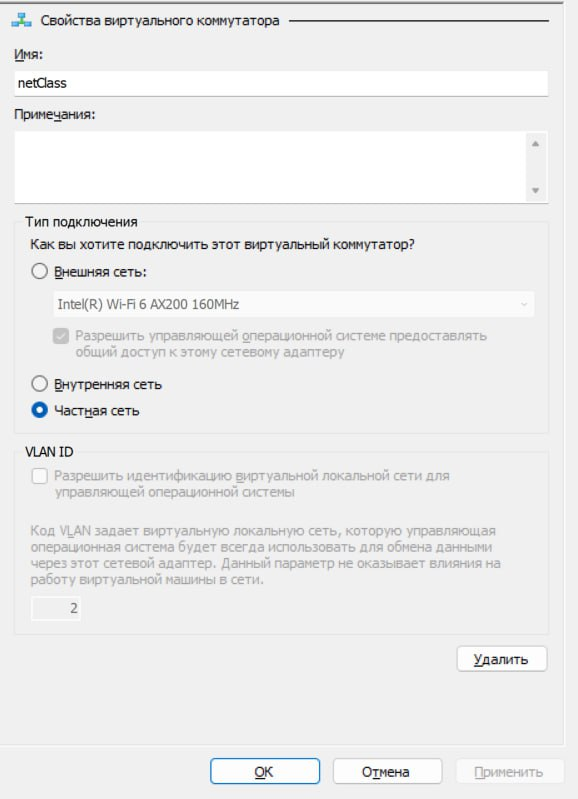 Свойства виртуального коммутатора
Имя:
netClass
Примечания:
Тип подключения
Как вы хотите подключить этот виртуальный коммутатор?
Внешняя сеть:
Intel(R) Wi-Fi 6 AX200 160MHz
Разрешить управляющей операционной системе предоставлять
общий доступ к этому сетевому адаптеру
Внутренняя сеть
Частная сеть
VLAN ID
Разрешить идентификацию виртуальной локальной сети для
управляющей операционной системы
Код VLAN задает виртуальную локальную сеть, которую управляющая
операционная система будет всегда использовать для обмена данными
через этот сетевой адаптер. Данный параметр не оказывает влияния на
работу виртуальной машины в сети.
2
Удалить
OK
Отмена
Применить